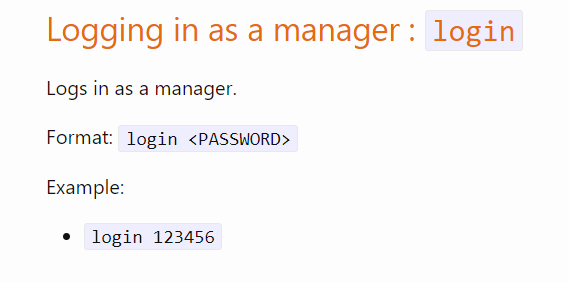 Logging in as a manager : login
Logs in as a manager.
Format: login <PASSWORD>
Example:
• login 123456